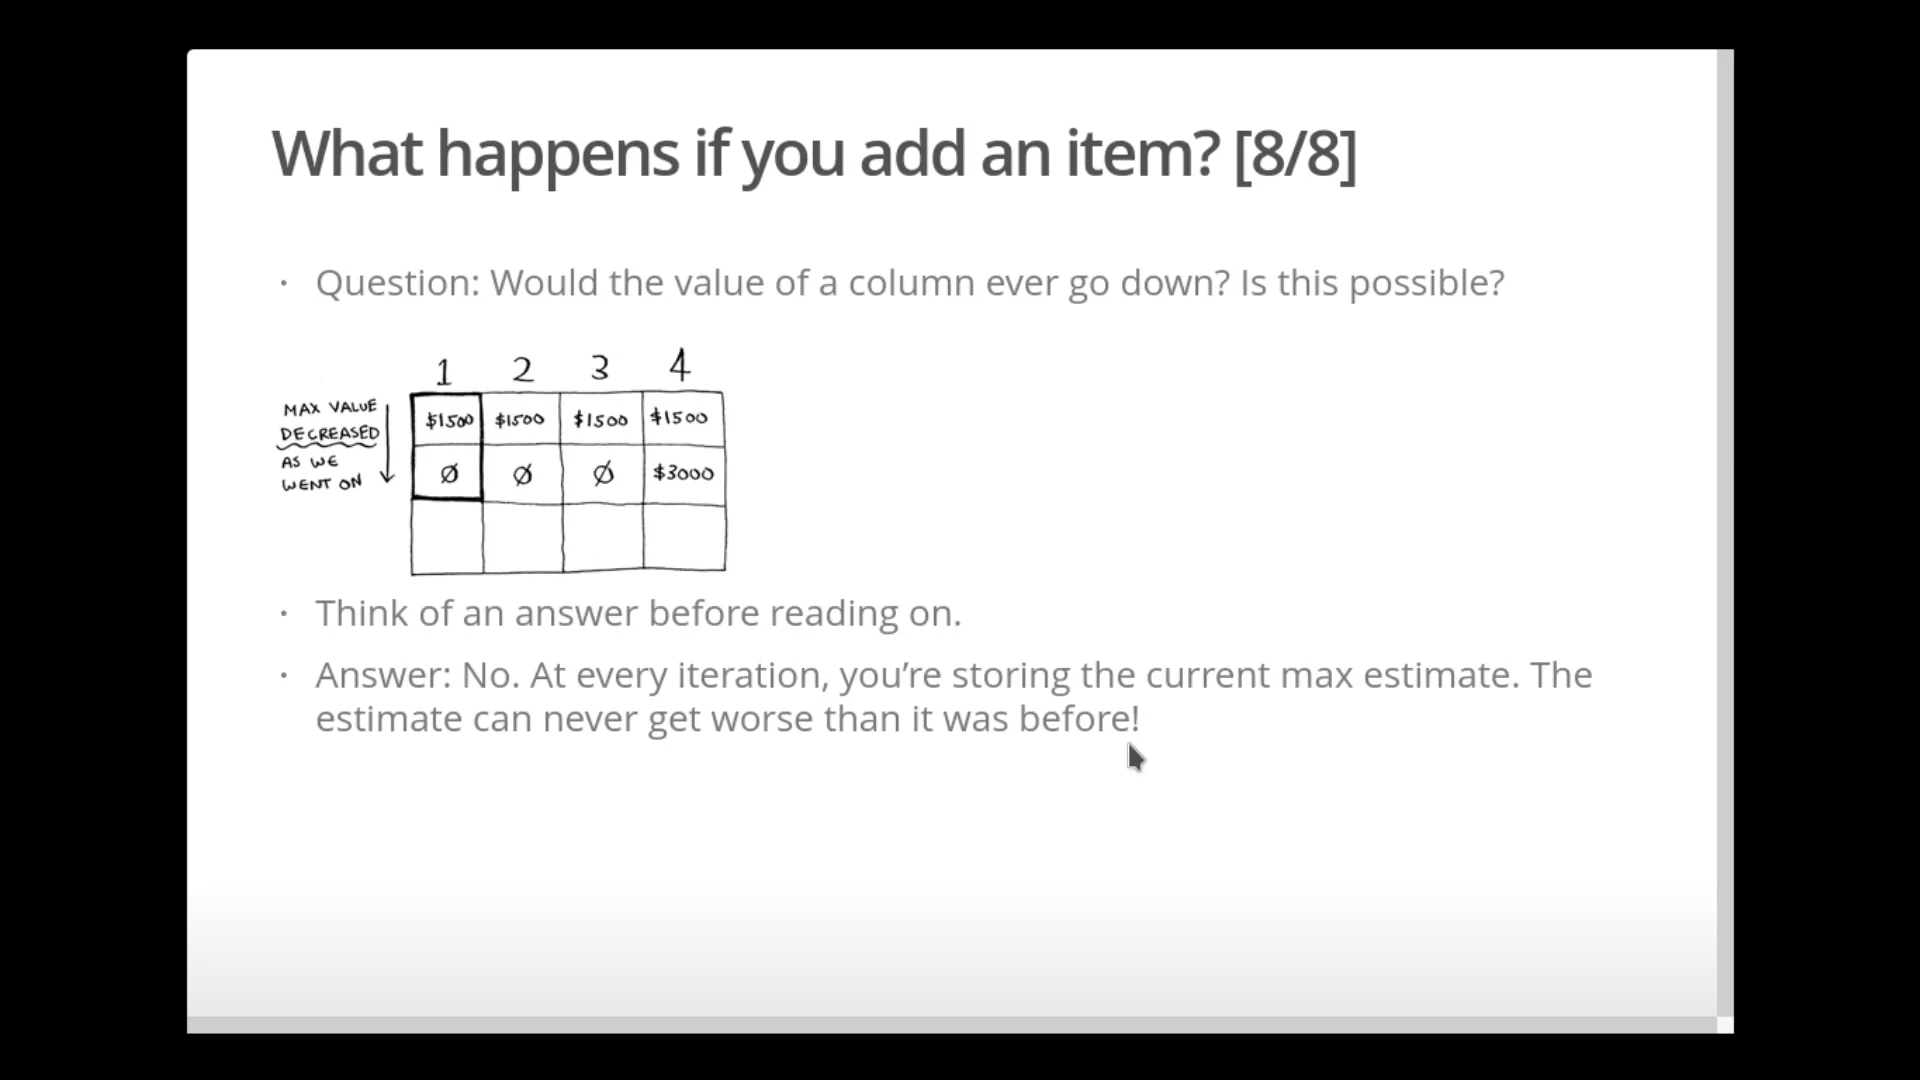 What happens if you add an item? [8/8]
· Question: Would the value of a column ever go down? Is this possible?
1 2 3 4
MAX VALUE
DECREASED
AS WE
WENT ON
$1500 $1500 $1500 $1500
Ø Ø Ø $3000
· Think of an answer before reading on.
· Answer: No. At every iteration, you’re storing the current max estimate. The
estimate can never get worse than it was before!